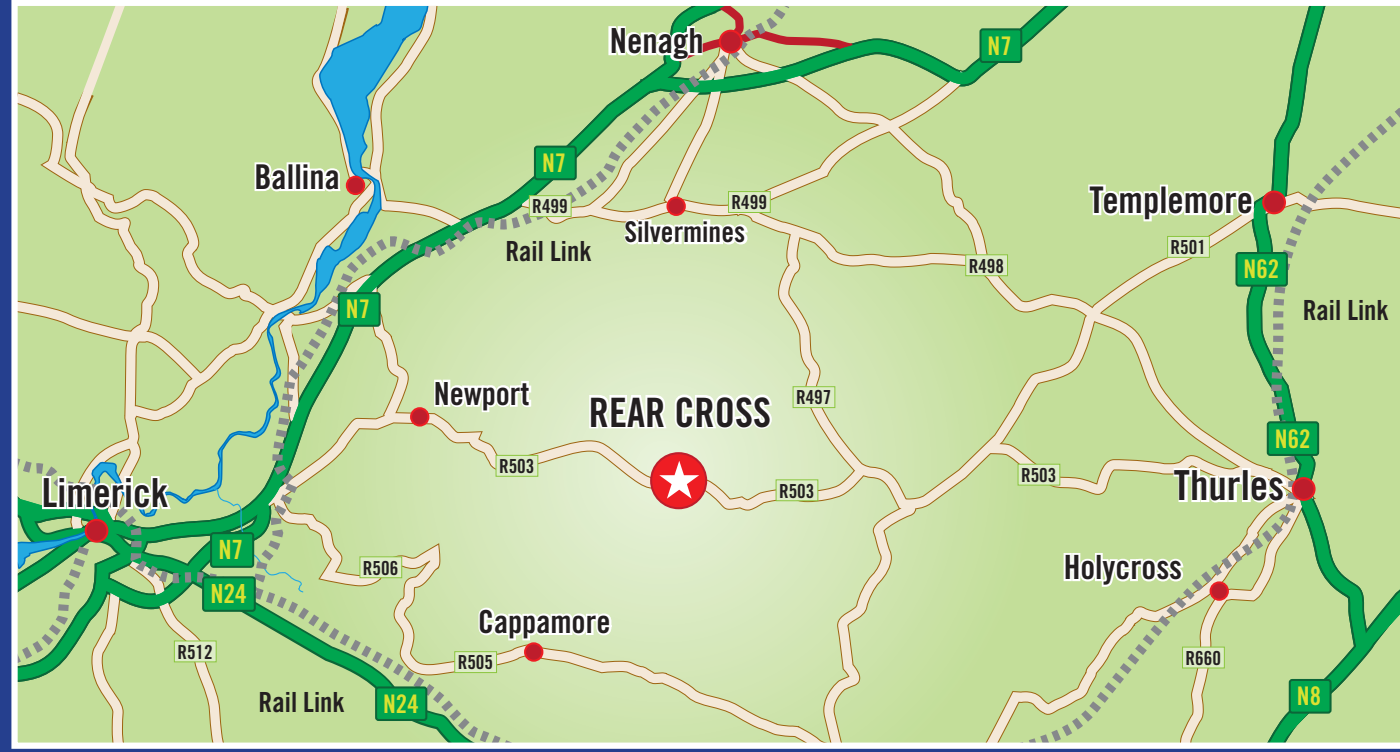 Nenagh
N7
N7
Ballina
R499
R499
Templemore
Silvermines
R501
Rail Link
R498
N62
N7
Rail Link
Newport
R497
REAR CROSS
N62
R503
R503
R503
Limerick
Thurles
N7
R506
Holycross
N24
Cappamore
R512
R505
R660
Rail Link
N24
N8